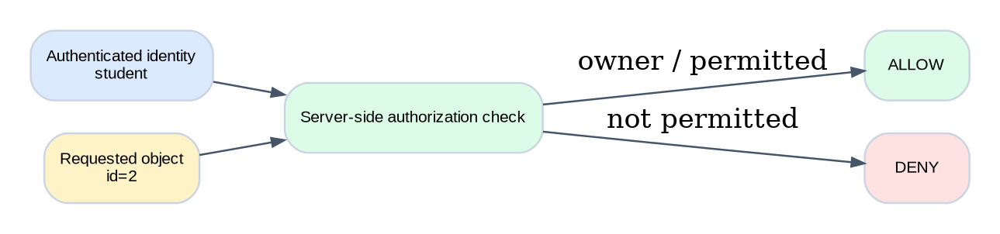 Authenticated identity
student
Requested object
id=2
Server-side authorization check
owner / permitted
not permitted
ALLOW
DENY